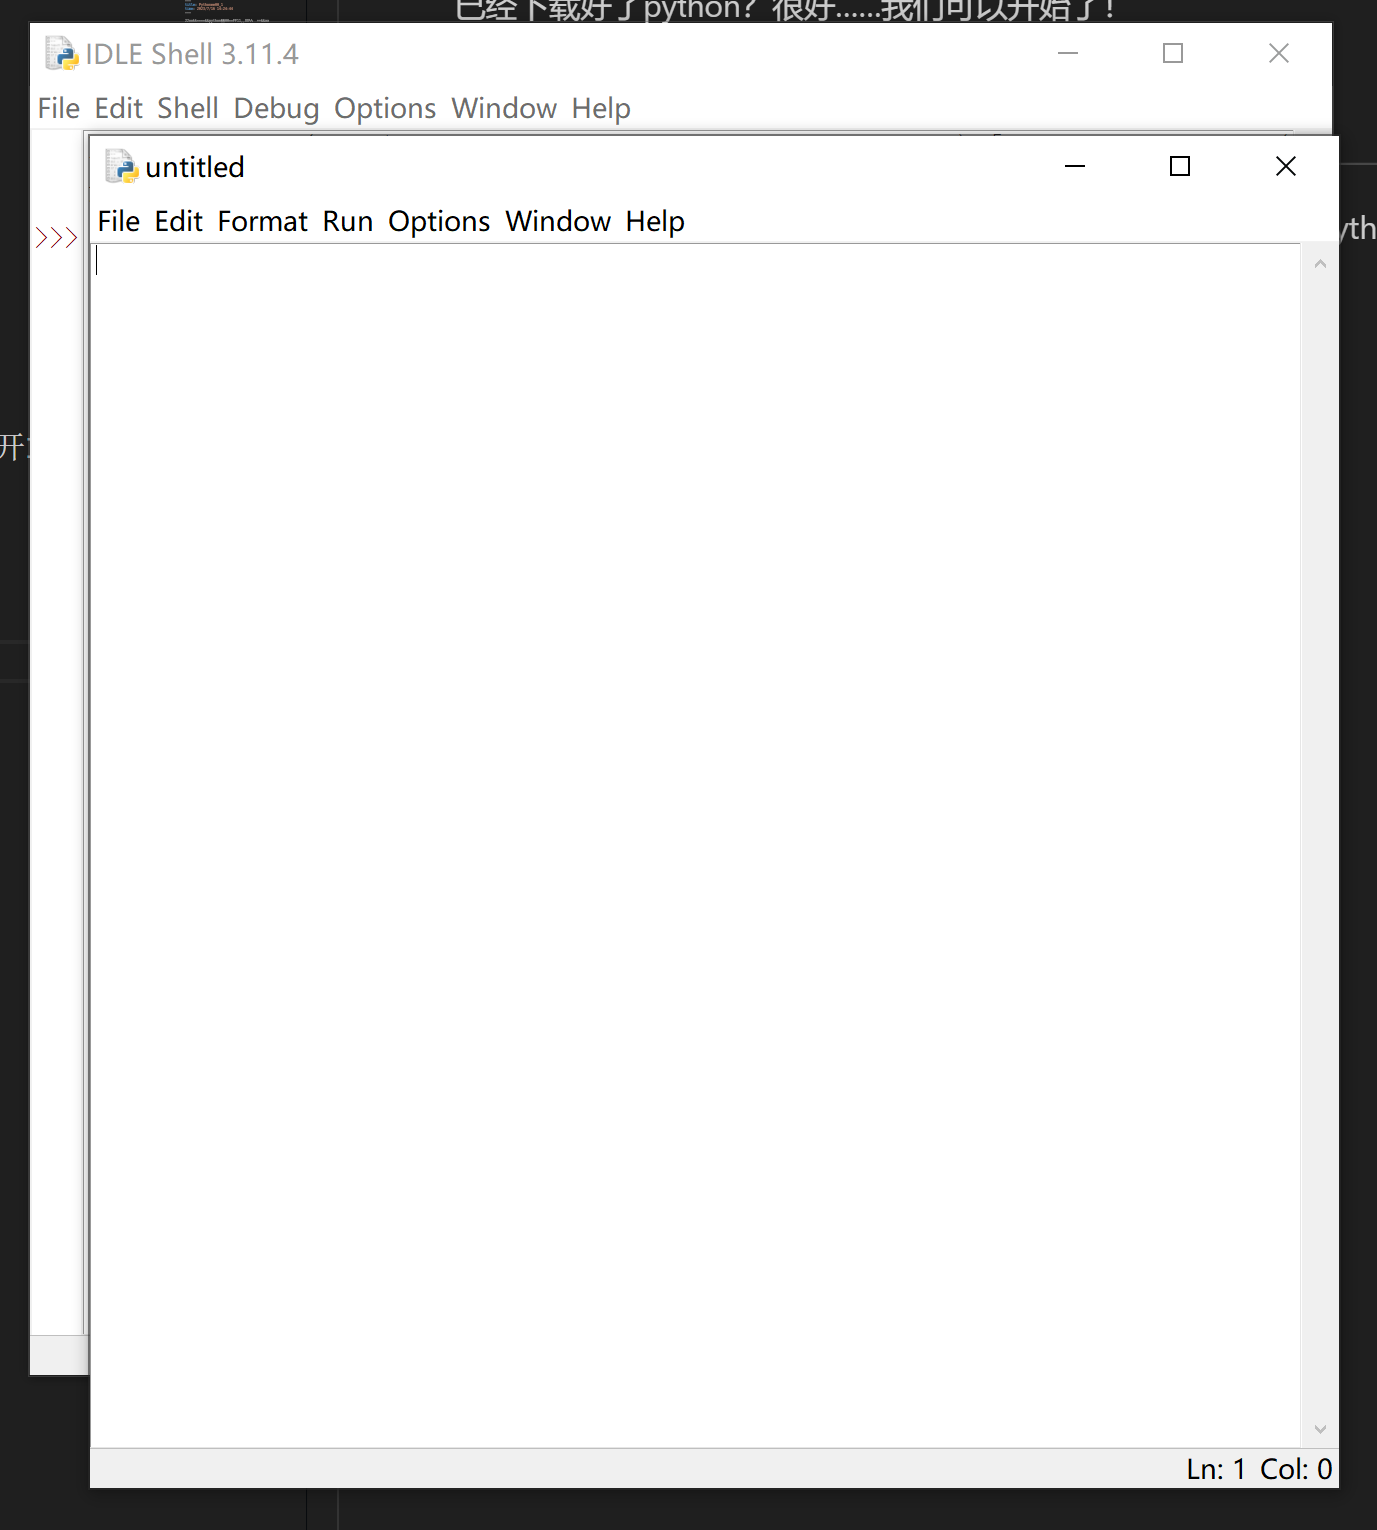 已经下载好了python？很好......我们可以开始了！
IDLE Shell 3.11.4
File Edit Shell Debug Options Window Help
untitled
File Edit Format Run Options Window Help
>>>
yth
开
Ln: 1 Col: 0